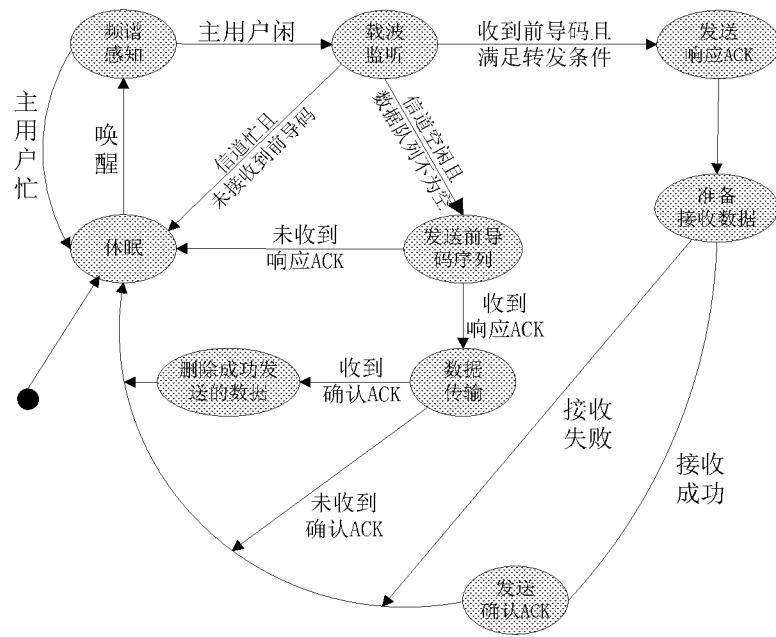 频谱
感知
主用户闲
载波
监听
收到前导码且
满足转发条件
发送
响应ACK
主用户忙
唤醒
信道忙且
未接收到前导码
信道空闲且
数据队列不为空
准备
接收数据
休眠
未收到
响应ACK
发送前导
码序列
收到
响应ACK
删除成功发
送的数据
收到
确认ACK
数据
传输
接收
失败
接收
成功
未收到
确认ACK
发送
确认ACK